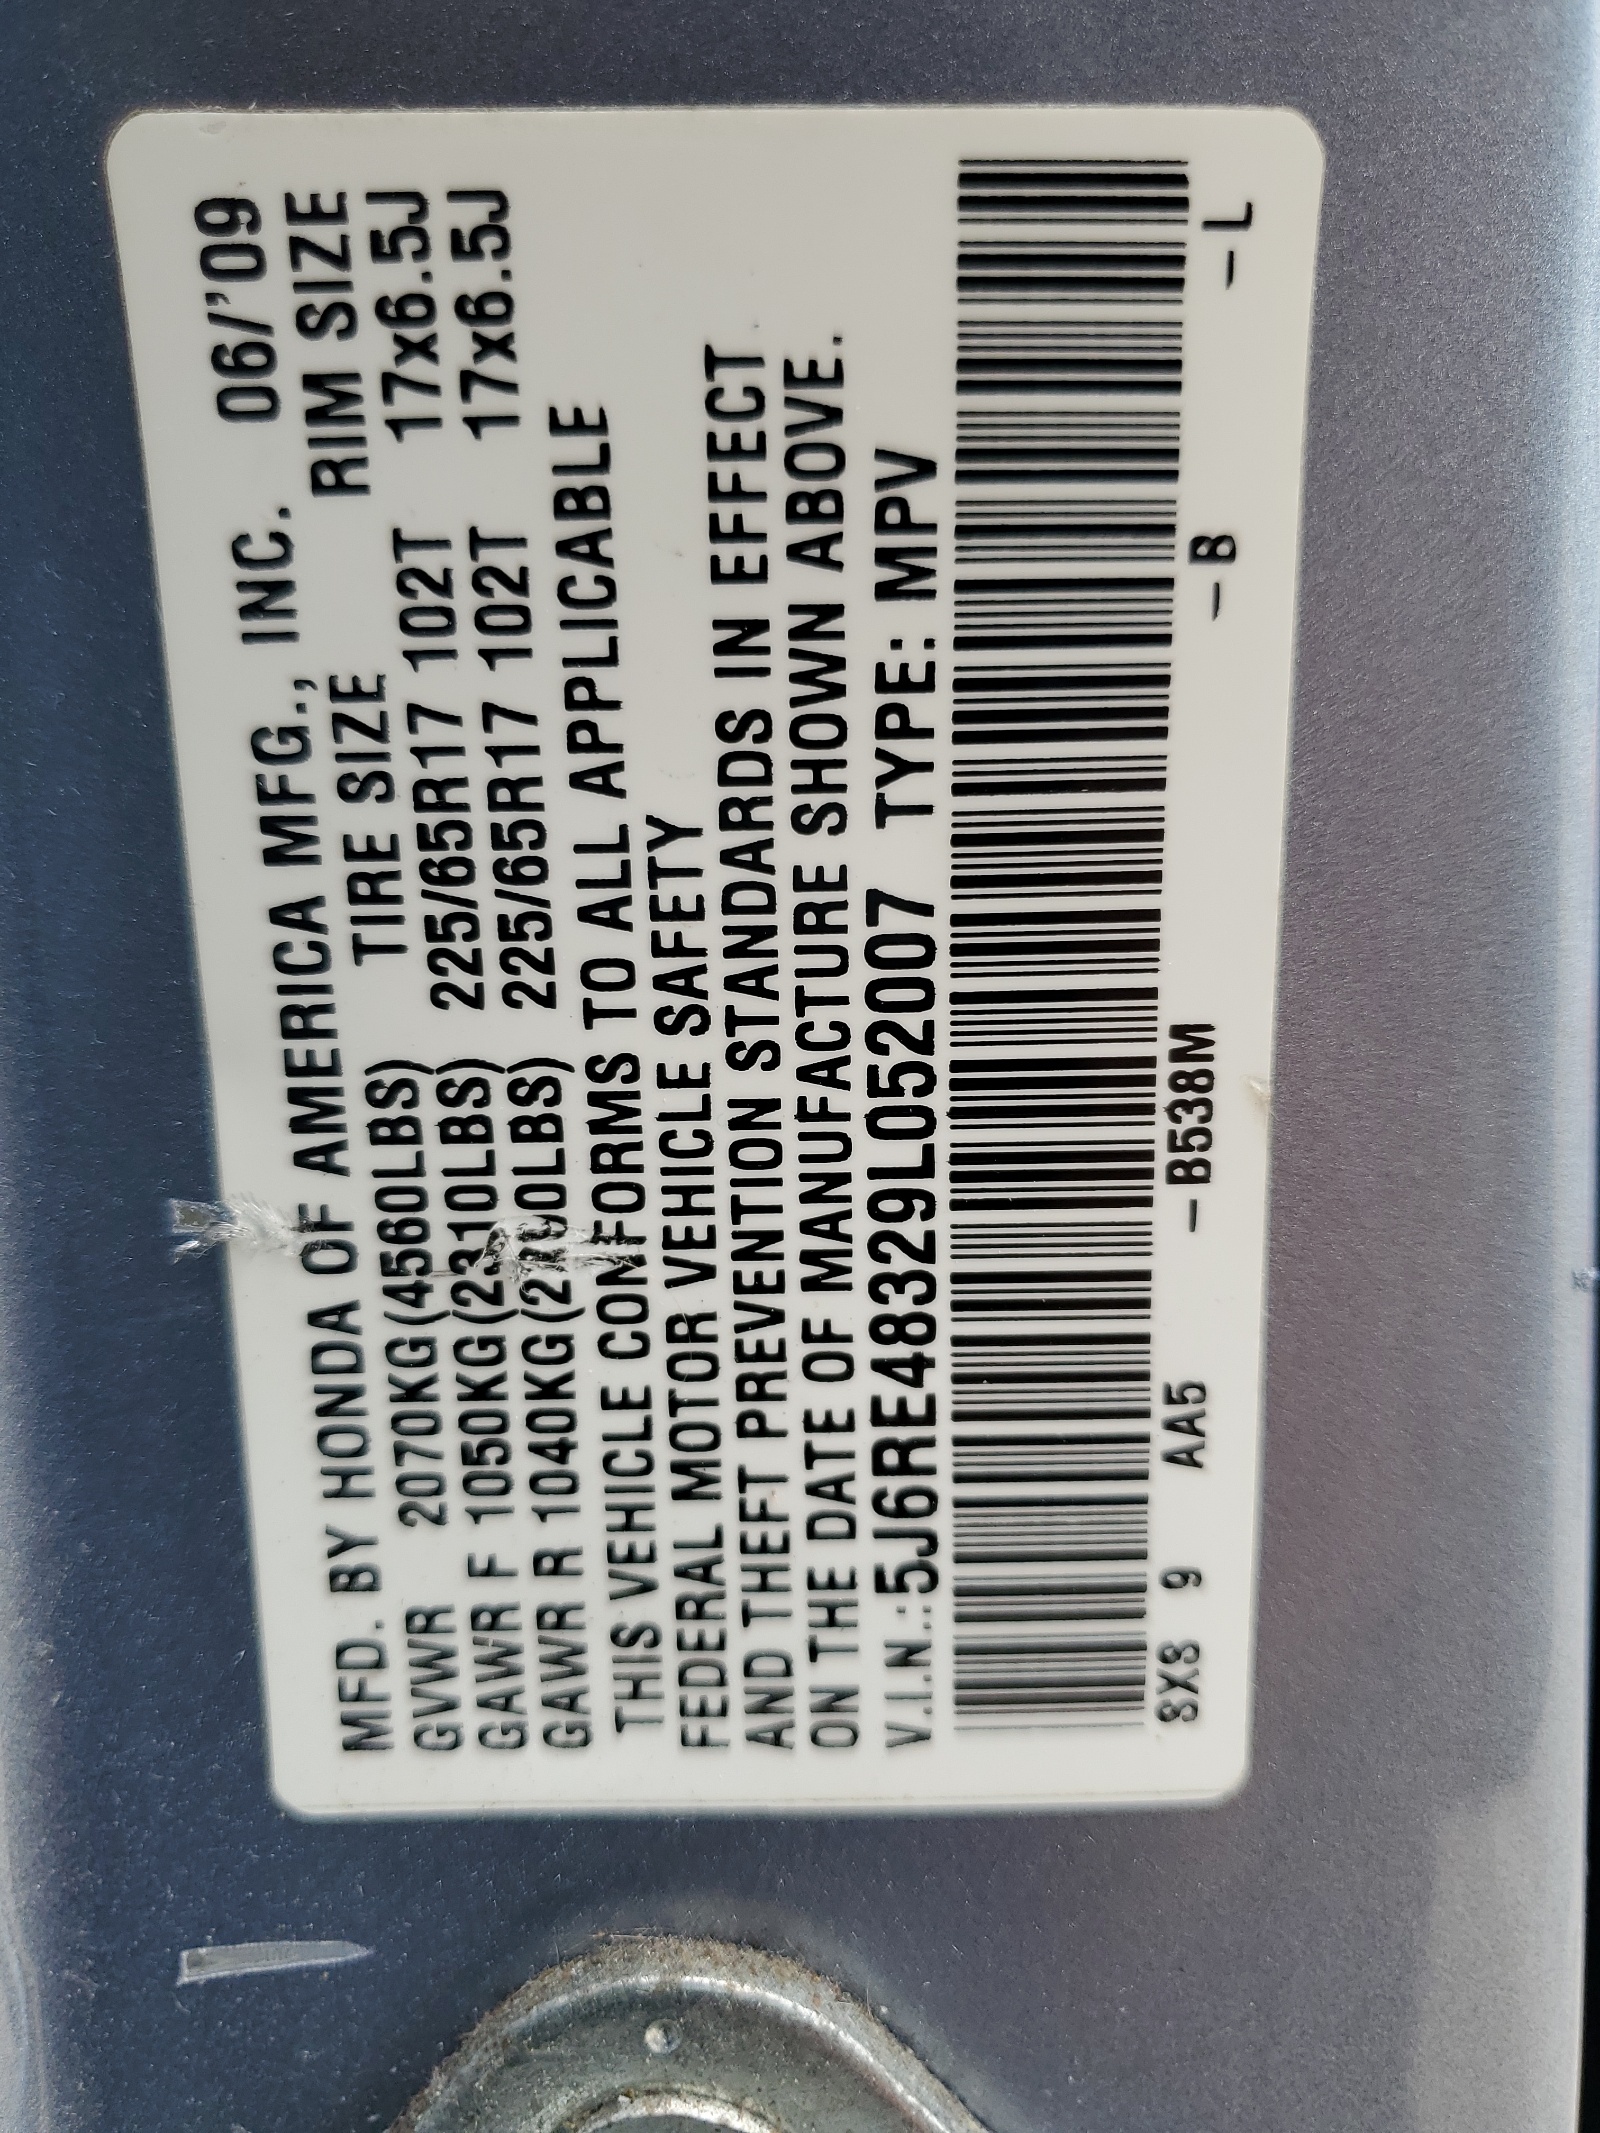 MFD. BY HONDA OF AMERICA MFG., INC. 06/'09
TIRE SIZE RIM SIZE
GVWR 2070KG(4560LBS)
GAWR F 1050KG(2310LBS) 225/65R17 102T 17x6.5J
GAWR R 1040KG( 225/65R17 102T 17x6.5J
THIS VEHICLE CONFORMS TO ALL APPLICABLE
FEDERAL MOTOR VEHICLE SAFETY
AND THEFT PREVENTION STANDARDS IN EFFECT
ON THE DATE OF MANUFACTURE SHOWN ABOVE.
V.I.N.:5J6RE48329L052007 TYPE: MPV
SX8 9 AA5 -B538M -B -L